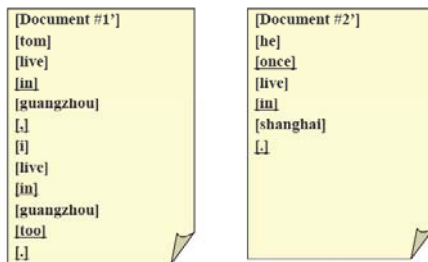 [Document #1’]
[tom]
[live]
[in]
[guangzhou]
[,]
[i]
[live]
[in]
[guangzhou]
[too]
[.]
[Document #2’]
[he]
[once]
[live]
[in]
[shanghai]
[.]